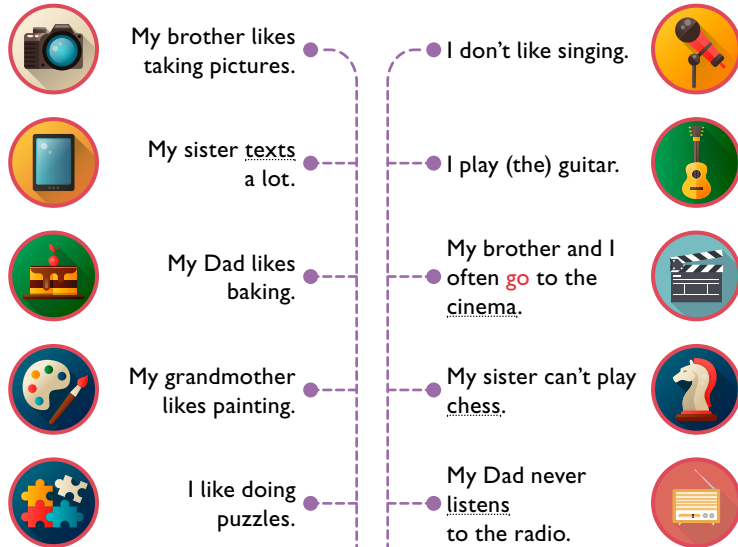 My brother likes
taking pictures.
My sister texts
a lot.
My Dad likes
baking.
My grandmother
likes painting.
I like doing
puzzles.
I don't like singing.
I play (the) guitar.
My brother and I
often go to the
cinema.
My sister can't play
chess.
My Dad never
listens
to the radio.